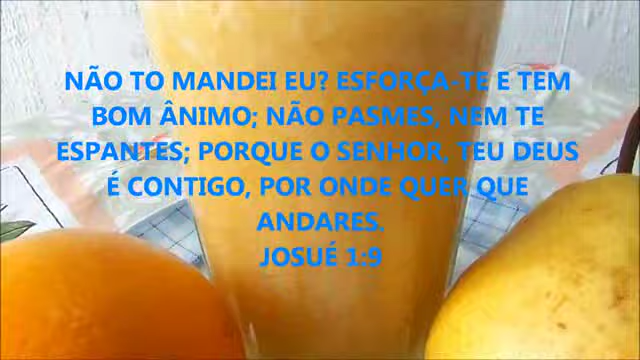 NÃO TO MANDEI EU? ESFORÇA-TE E TEM
BOM ÂNIMO; NÃO PASMES, NEM TE
ESPANTES; PORQUE O SENHOR, TEU DEUS
É CONTIGO, POR ONDE QUER QUE
ANDARES.
JOSUÉ 1:9